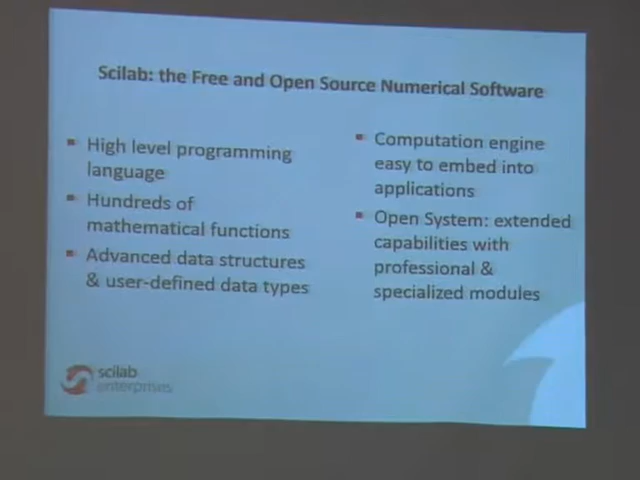 Scilab: the Free and Open Source Numerical Software
High level programming
language
Hundreds of
mathematical functions
Advanced data structures
& user-defined data types
Computation engine
easy to embed into
applications
Open System: extended
capabilities with
professional &
specialized modules
scilab
enterprises